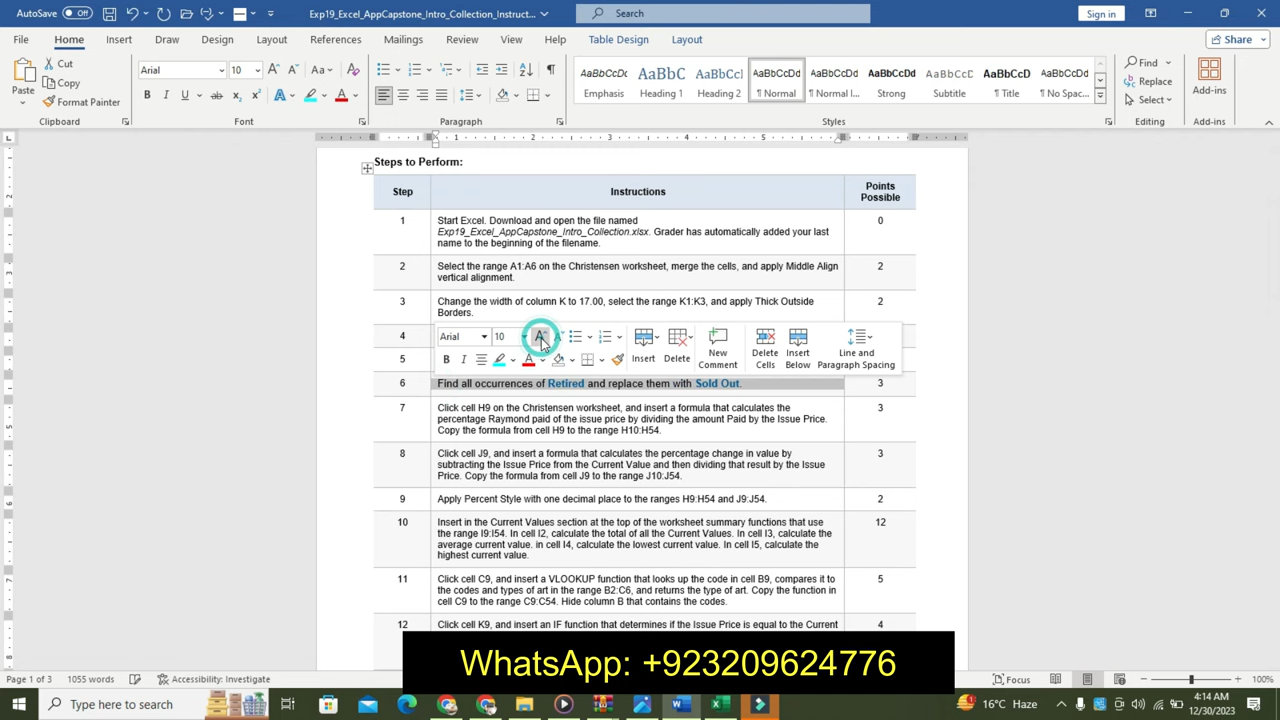 AutoSave Off
Exp19_Excel_AppCapstone_Intro_Collection_Instructi...
Search
Sign in
File Home Insert Draw Design Layout References Mailings Review View Help Table Design Layout
Share
Paste
Cut
Copy
Format Painter
Arial 10
Clipboard Font Paragraph Styles Editing Add-ins
AaBbCcDc Emphasis
AaBbC Heading 1
AaBbCcl Heading 2
AaBbCcDd ¶ Normal
AaBbCcDd ¶ Normal I...
AaBbCcDd Strong
AaBbCcDd Subtitle
AaBbCcDd ¶ Title
AaBbCcDd ¶ No Spac...
Find
Replace
Select
Add-ins
Steps to Perform:
Step Instructions Points Possible
1 Start Excel. Download and open the file named 0
Exp19_Excel_AppCapstone_Intro_Collection.xlsx. Grader has automatically added your last
name to the beginning of the filename.
2 Select the range A1:A6 on the Christensen worksheet, merge the cells, and apply Middle Align 2
vertical alignment.
3 Change the width of column K to 17.00, select the range K1:K3, and apply Thick Outside 2
Borders.
4
Arial 10
Insert Delete New Comment Delete Cells Insert Below Line and Paragraph Spacing
5
6 Find all occurrences of Retired and replace them with Sold Out. 3
7 Click cell H9 on the Christensen worksheet, and insert a formula that calculates the 3
percentage Raymond paid of the issue price by dividing the amount Paid by the Issue Price.
Copy the formula from cell H9 to the range H10:H54.
8 Click cell J9, and insert a formula that calculates the percentage change in value by 3
subtracting the Issue Price from the Current Value and then dividing that result by the Issue
Price. Copy the formula from cell J9 to the range J10:J54.
9 Apply Percent Style with one decimal place to the ranges H9:H54 and J9:J54. 2
10 Insert in the Current Values section at the top of the worksheet summary functions that use 12
the range I9:I54. In cell I2, calculate the total of all the Current Values. In cell I3, calculate the
average current value. in cell I4, calculate the lowest current value. In cell I5, calculate the
highest current value.
11 Click cell C9, and insert a VLOOKUP function that looks up the code in cell B9, compares it to 5
the codes and types of art in the range B2:C6, and returns the type of art. Copy the function in
cell C9 to the range C9:C54. Hide column B that contains the codes.
12 Click cell K9, and insert an IF function that determines if the Issue Price is equal to the Current 4
WhatsApp: +923209624776
Page 1 of 3 1055 words Accessibility: Investigate Focus 100%
Type here to search
16°C Haze
4:14 AM
12/30/2023